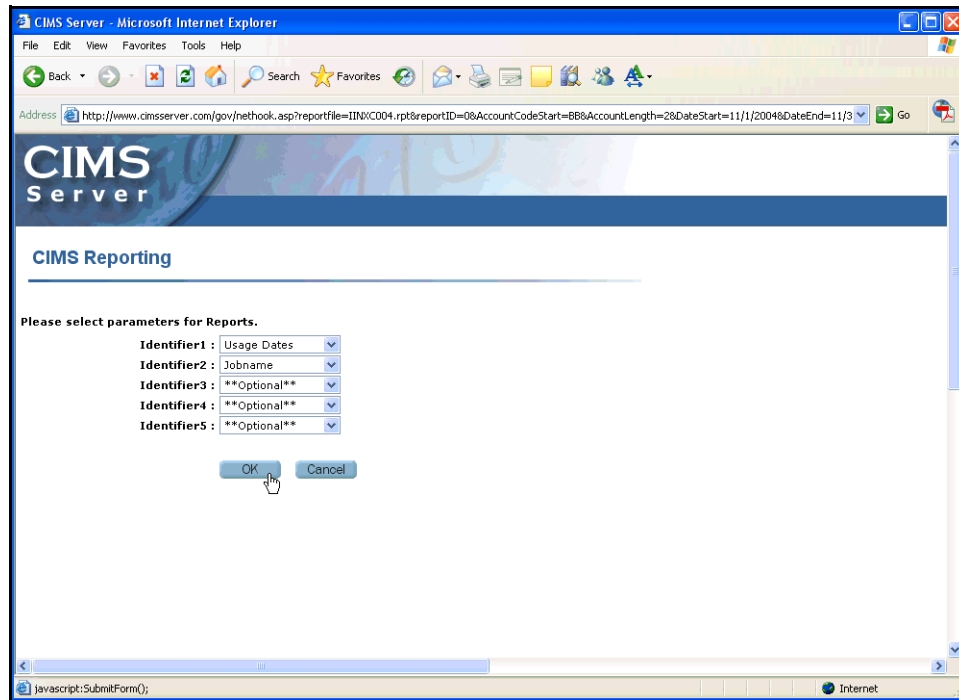 CIMS Server - Microsoft Internet Explorer
File Edit View Favorites Tools Help
Back Search Favorites
Address http://www.cimsserver.com/gov/nethook.asp?reportfile=IINXC004.rpt&reportID=0&AccountCodeStart=BB&AccountLength=2&DateStart=11/1/2004&DateEnd=11/3 Go
CIMS
Server
CIMS Reporting
Please select parameters for Reports.
Identifier1 : Usage Dates
Identifier2 : Jobname
Identifier3 : **Optional**
Identifier4 : **Optional**
Identifier5 : **Optional**
OK Cancel
javascript:SubmitForm(); Internet